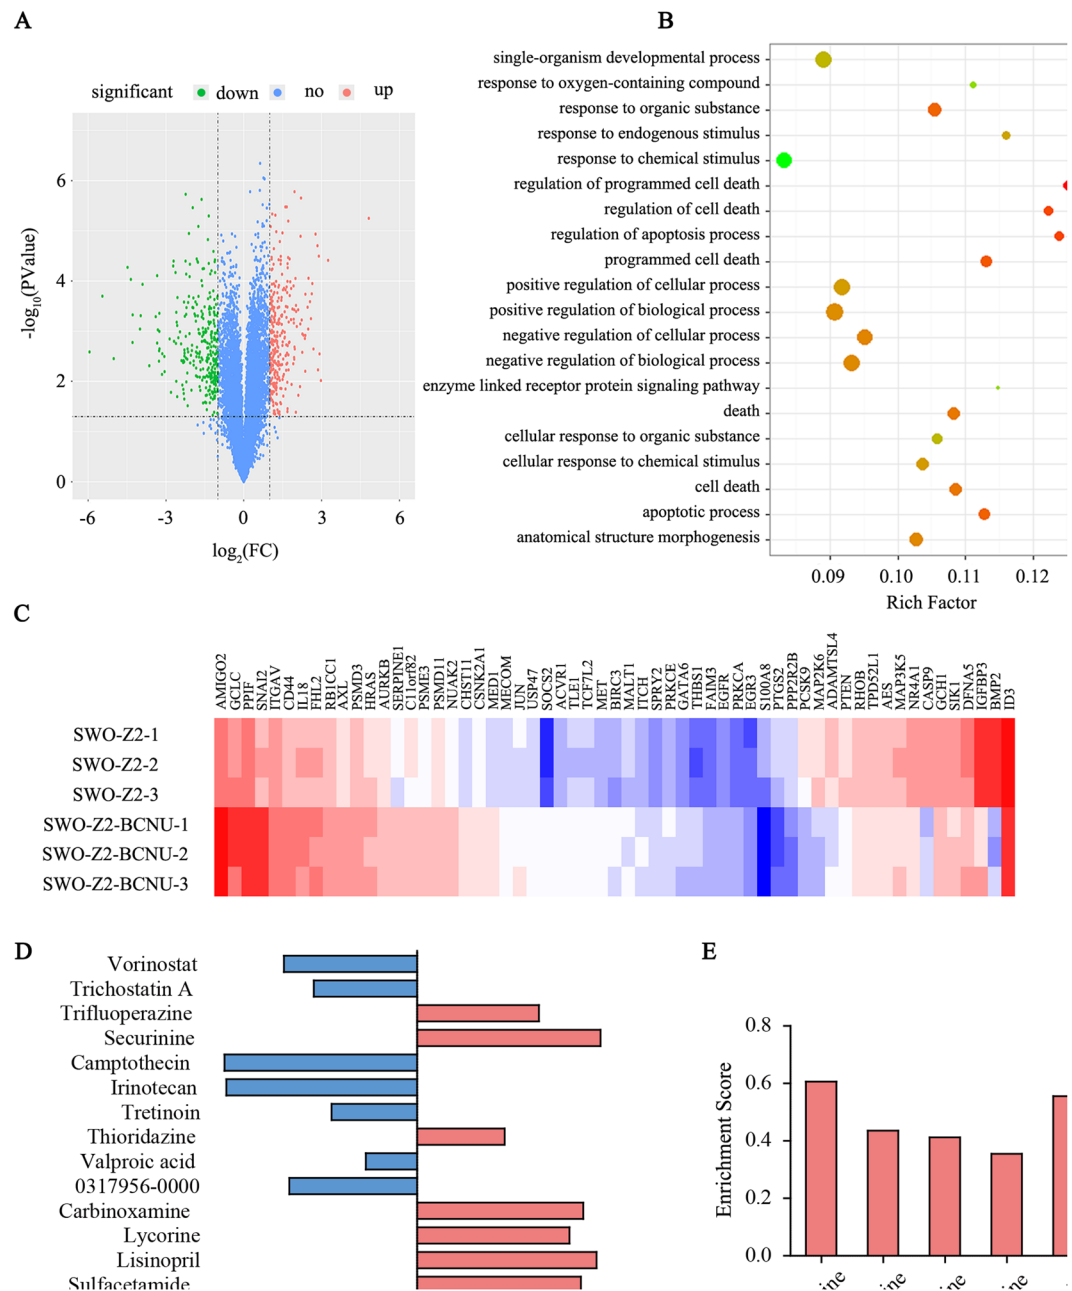 A
significant down no up
6
4
2
0
-log10(PValue)
-6 -3 0 3 6
log2(FC)
B
single-organism developmental process
response to oxygen-containing compound
response to organic substance
response to endogenous stimulus
response to chemical stimulus
regulation of programmed cell death
regulation of cell death
regulation of apoptosis process
programmed cell death
positive regulation of cellular process
positive regulation of biological process
negative regulation of cellular process
negative regulation of biological process
enzyme linked receptor protein signaling pathway
death
cellular response to organic substance
cellular response to chemical stimulus
cell death
apoptotic process
anatomical structure morphogenesis
0.09 0.10 0.11 0.12
Rich Factor
C
AMIGO2
GCLC
PPIF
SNAI2
ITGAV
CD44
IL18
FHL2
RB1CC1
AXL
PSMD3
HRAS
AURKB
SERPINE1
C11orf82
PSME3
PSMD11
NUAK2
CHST11
CSNK2A1
MED1
MECOM
JUN
USP47
SOCS2
ACVR1
TLE1
TCF7L2
MET
BIRC3
MALT1
ITCH
SPRY2
PRKCE
GATA6
THBS1
FAIM3
EGFR
PRKCA
EGR3
S100A8
PTGS2
PPP2R2B
PCSK9
MAP2K6
ADAMTSL4
PTEN
RHOB
TPD52L1
AES
MAP3K5
NR4A1
CASP9
GCH1
SIK1
DFNA5
IGFBP3
BMP2
ID3
SWO-Z2-1
SWO-Z2-2
SWO-Z2-3
SWO-Z2-BCNU-1
SWO-Z2-BCNU-2
SWO-Z2-BCNU-3
D
Vorinostat
Trichostatin A
Trifluoperazine
Securinine
Camptothecin
Irinotecan
Tretinoin
Thioridazine
Valproic acid
0317956-0000
Carbinoxamine
Lycorine
Lisinopril
Sulfacetamide
E
0.8
0.6
0.4
0.2
0.0
Enrichment Score
ine
ine
ine